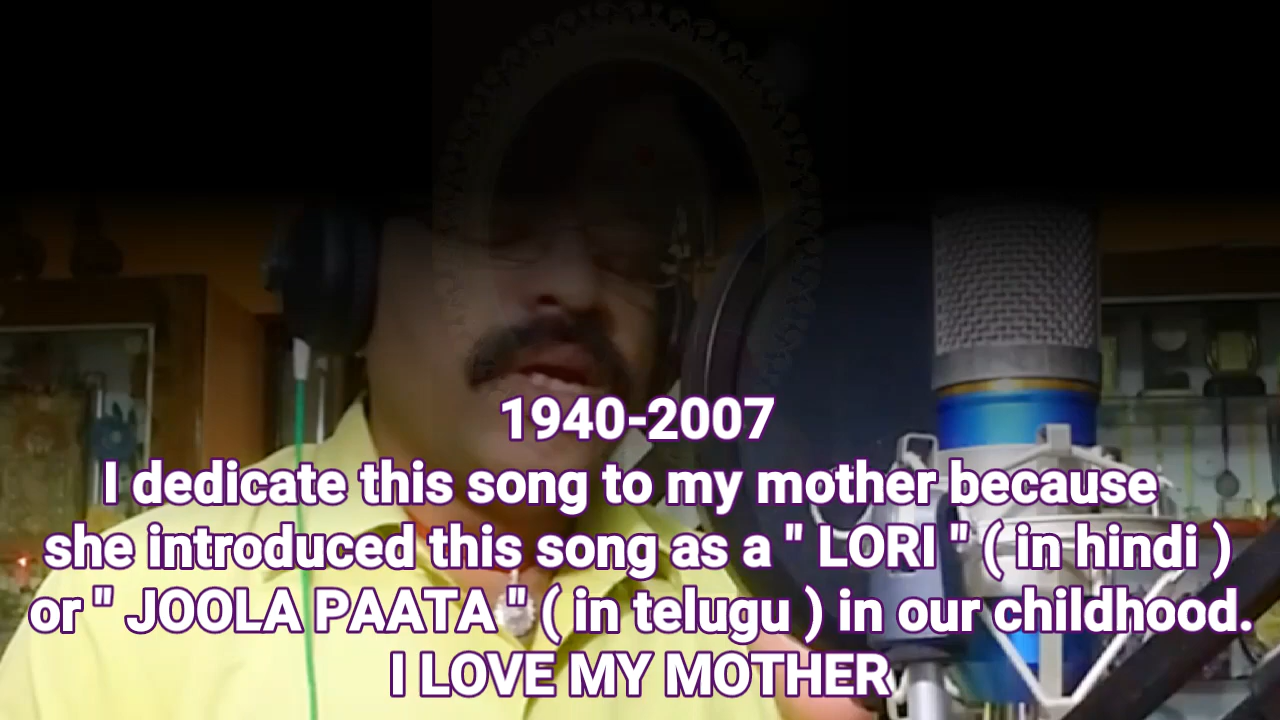 1940-2007
I dedicate this song to my mother because
she introduced this song as a " LORI " ( in hindi )
or " JOOLA PAATA " ( in telugu ) in our childhood.
I LOVE MY MOTHER